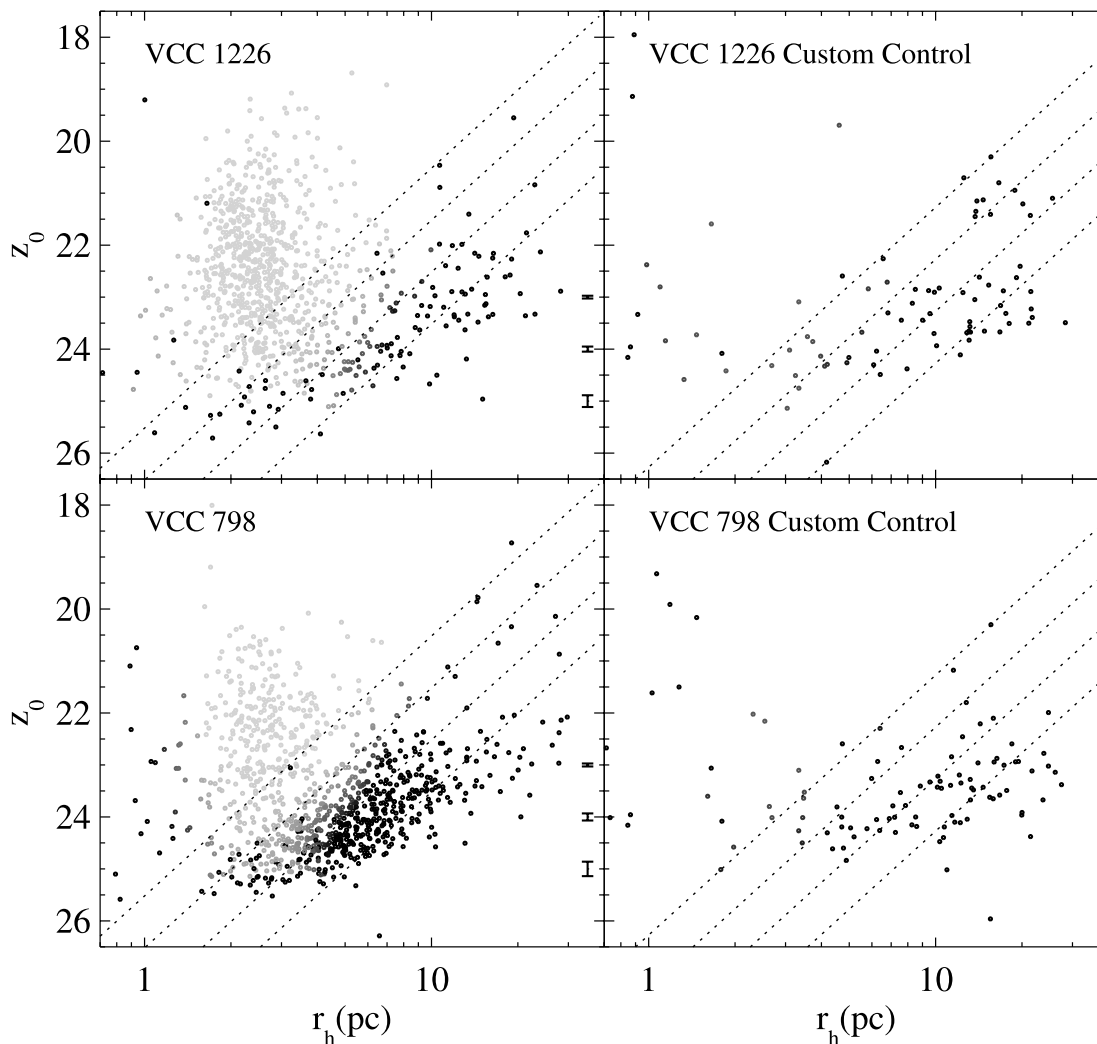 VCC 1226
VCC 1226 Custom Control
18
20
22
24
26
z0
VCC 798
VCC 798 Custom Control
18
20
22
24
26
z0
1 10 1 10
rh(pc) rh(pc)